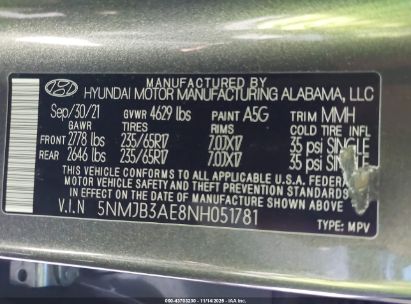 MANUFACTURED BY
HYUNDAI MOTOR MANUFACTURING ALABAMA, LLC
Sep/30/21 GVWR 4629 lbs PAINT A5G TRIM MMH
GAWR TIRES RIMS COLD TIRE INFL
FRONT 2778 lbs 235/65R17 7.0JX17 35 psi SINGLE
REAR 2646 lbs 235/65R17 7.0JX17 35 psi SINGLE
THIS VEHICLE CONFORMS TO ALL APPLICABLE U.S.A. FEDERAL
MOTOR VEHICLE SAFETY, BUMPER, AND THEFT PREVENTION
STANDARDS IN EFFECT ON THE DATE OF MANUFACTURE SHOWN ABOVE
V.I.N 5NMJB3AE8NH051781
TYPE: MPV